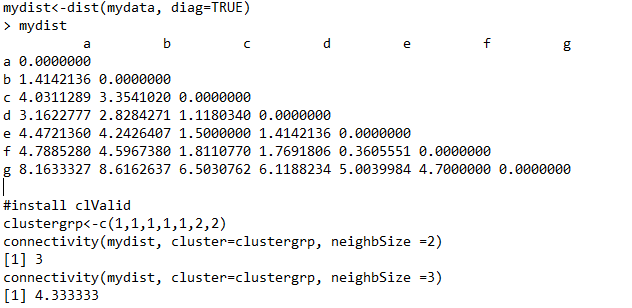 mydist<-dist(mydata, diag=TRUE)
> mydist
a b c d e f g
a 0.0000000
b 1.4142136 0.0000000
c 4.0311289 3.3541020 0.0000000
d 3.1622777 2.8284271 1.1180340 0.0000000
e 4.4721360 4.2426407 1.5000000 1.4142136 0.0000000
f 4.7885280 4.5967380 1.8110770 1.7691806 0.3605551 0.0000000
g 8.1633327 8.6162637 6.5030762 6.1188234 5.0039984 4.7000000 0.0000000
#install clValid
clustergrp<-c(1,1,1,1,1,2,2)
connectivity(mydist, cluster=clustergrp, neighbSize =2)
[1] 3
connectivity(mydist, cluster=clustergrp, neighbSize =3)
[1] 4.333333